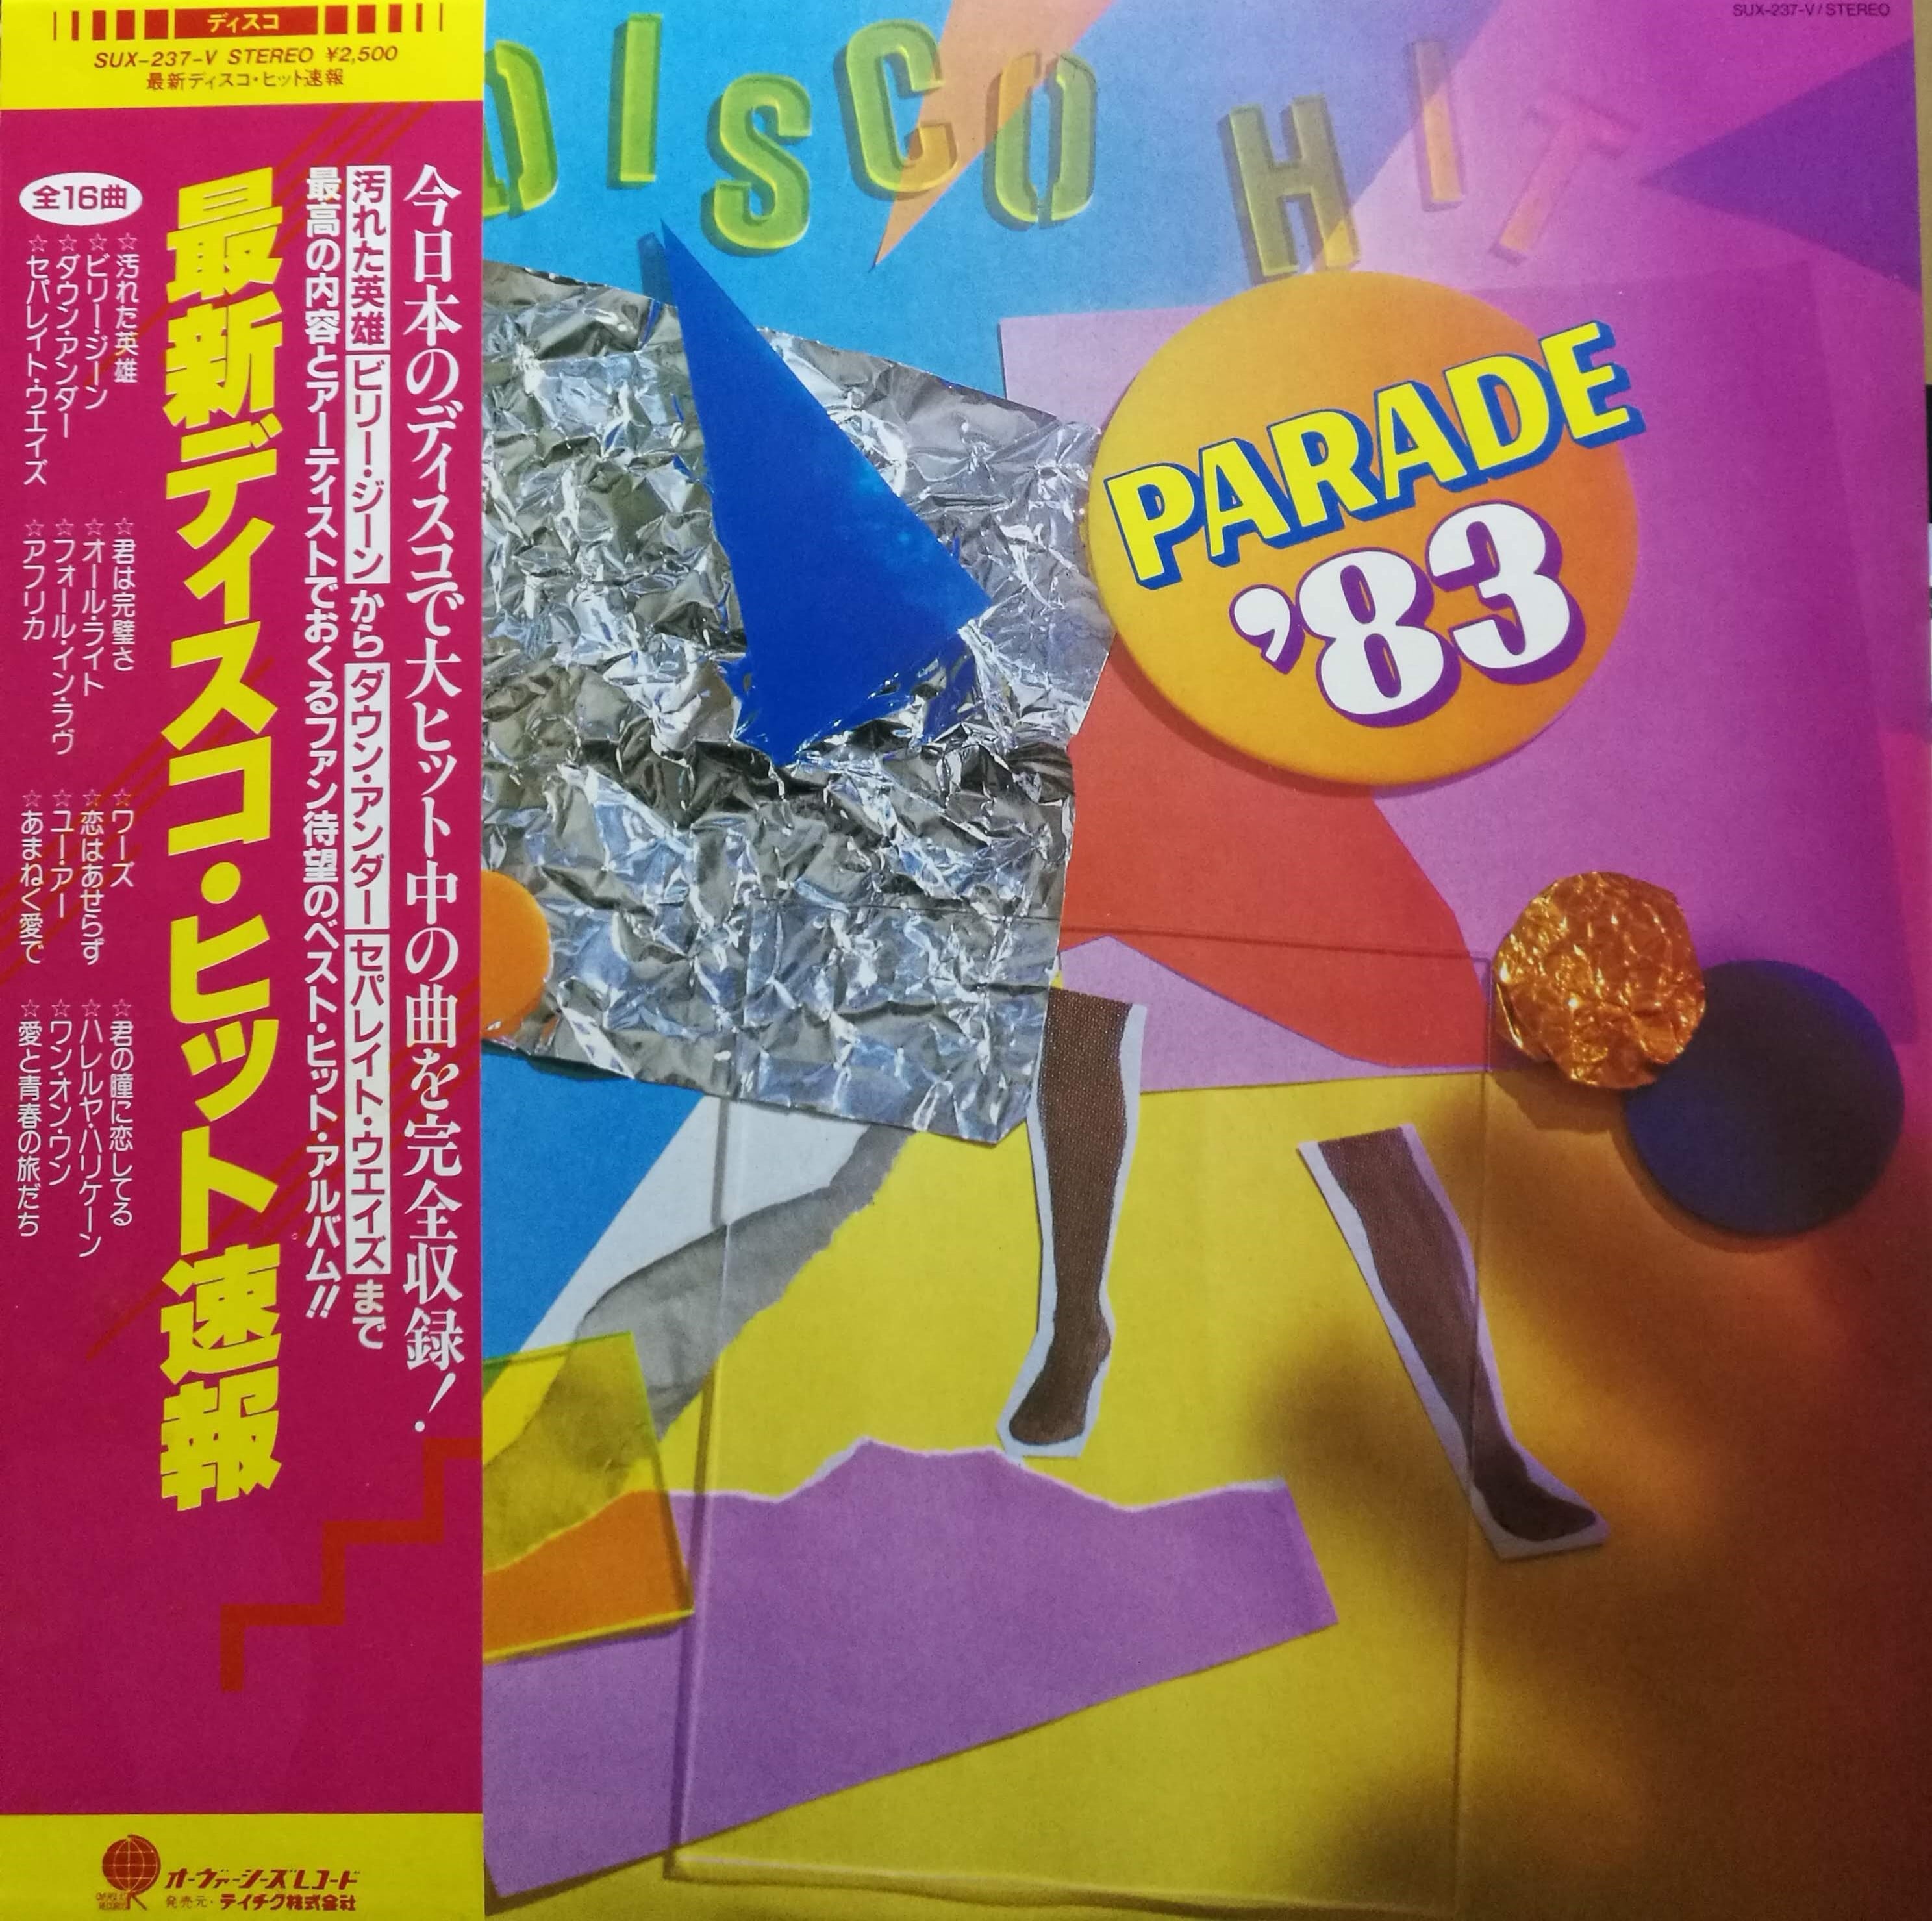 ディスコ
SUX-237-V STEREO ¥2,500
最新ディスコ・ヒット速報
今日本のディスコで大ヒット中の曲を完全収録！
汚れた英雄 ビリー・ジーン から ダウン・アンダー セパレイト・ウエイズ まで
最高の内容とアーティストでおくるファン待望のベスト・ヒット・アルバム!!
最新ディスコ・ヒット速報
全16曲
☆汚れた英雄
☆ビリー・ジーン
☆ダウン・アンダー
☆セパレイト・ウエイズ
☆君は完璧さ
☆オール・ライト
☆フォール・イン・ラヴ
☆アフリカ
☆ワーズ
☆恋はあせらず
☆ユー・アー
☆あまねく愛で
☆君の瞳に恋してる
☆ハレルヤ・ハリケーン
☆ワン・オン・ワン
☆愛と青春の旅だち
オーヴァーシーズレコード
発売元・テイチク株式会社
SUX-237-V/STEREO
DISCO HIT
PARADE
'83